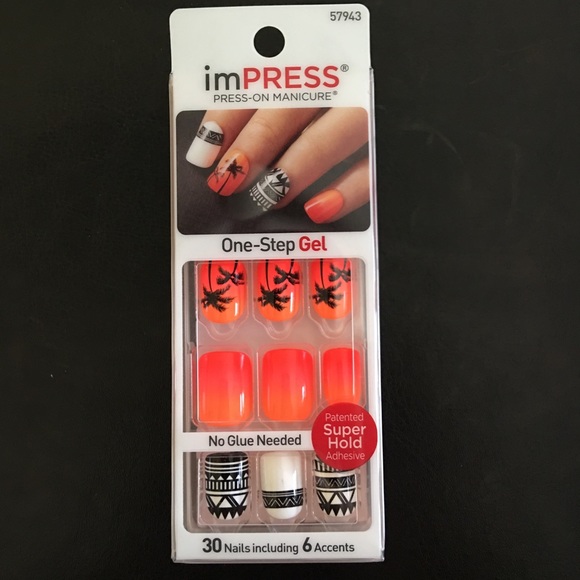 57943
imPRESS®
PRESS-ON MANICURE®
One-Step Gel
No Glue Needed
Patented
Super
Hold
Adhesive
30 Nails including 6 Accents